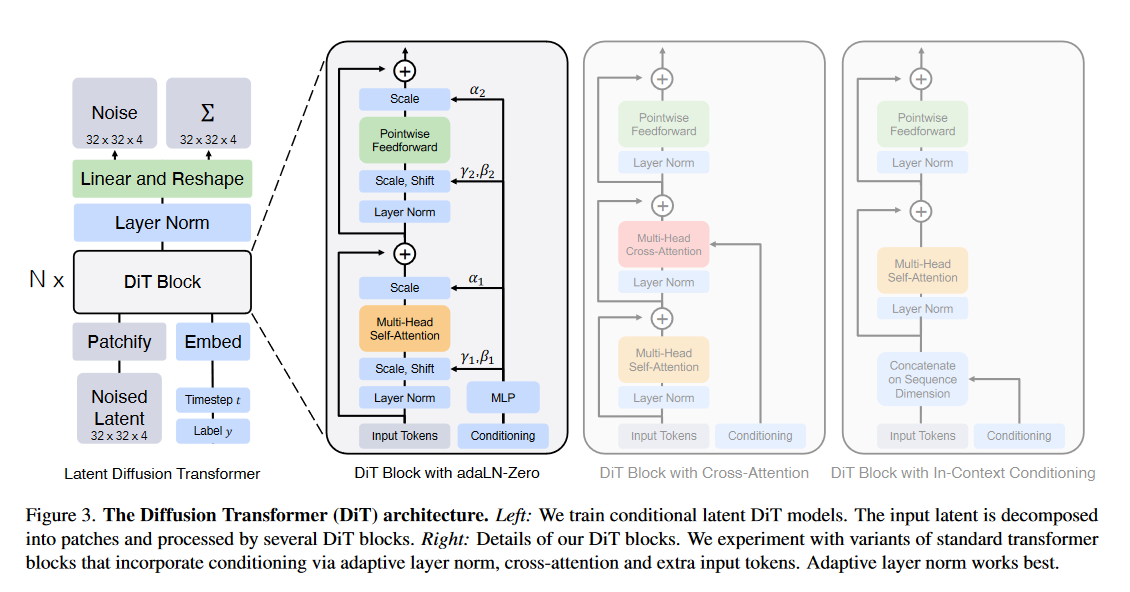 Noise
32 x 32 x 4
Σ
32 x 32 x 4
Linear and Reshape
Layer Norm
N x
DiT Block
Patchify
Embed
Noised
Latent
32 x 32 x 4
Timestep t
Label y
Latent Diffusion Transformer
+
Scale
α₂
Pointwise
Feedforward
Scale, Shift
γ₂,β₂
Layer Norm
+
Scale
α₁
Multi-Head
Self-Attention
Scale, Shift
γ₁,β₁
Layer Norm
MLP
Input Tokens
Conditioning
DiT Block with adaLN-Zero
+
Pointwise
Feedforward
Layer Norm
+
Multi-Head
Cross-Attention
Layer Norm
+
Multi-Head
Self-Attention
Layer Norm
Input Tokens
Conditioning
DiT Block with Cross-Attention
+
Pointwise
Feedforward
Layer Norm
+
Multi-Head
Self-Attention
Layer Norm
Concatenate
on Sequence
Dimension
Input Tokens
Conditioning
DiT Block with In-Context Conditioning
Figure 3. The Diffusion Transformer (DiT) architecture. Left: We train conditional latent DiT models. The input latent is decomposed
into patches and processed by several DiT blocks. Right: Details of our DiT blocks. We experiment with variants of standard transformer
blocks that incorporate conditioning via adaptive layer norm, cross-attention and extra input tokens. Adaptive layer norm works best.